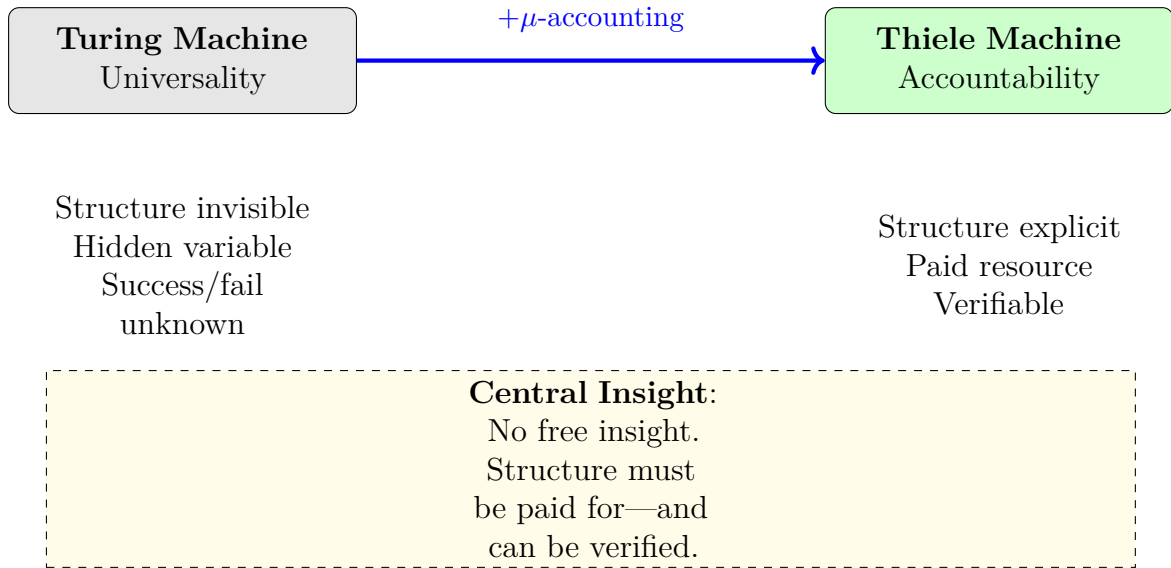 Turing Machine
Universality
+μ-accounting
Thiele Machine
Accountability
Structure invisible
Hidden variable
Success/fail
unknown
Structure explicit
Paid resource
Verifiable
Central Insight:
No free insight.
Structure must
be paid for—and
can be verified.